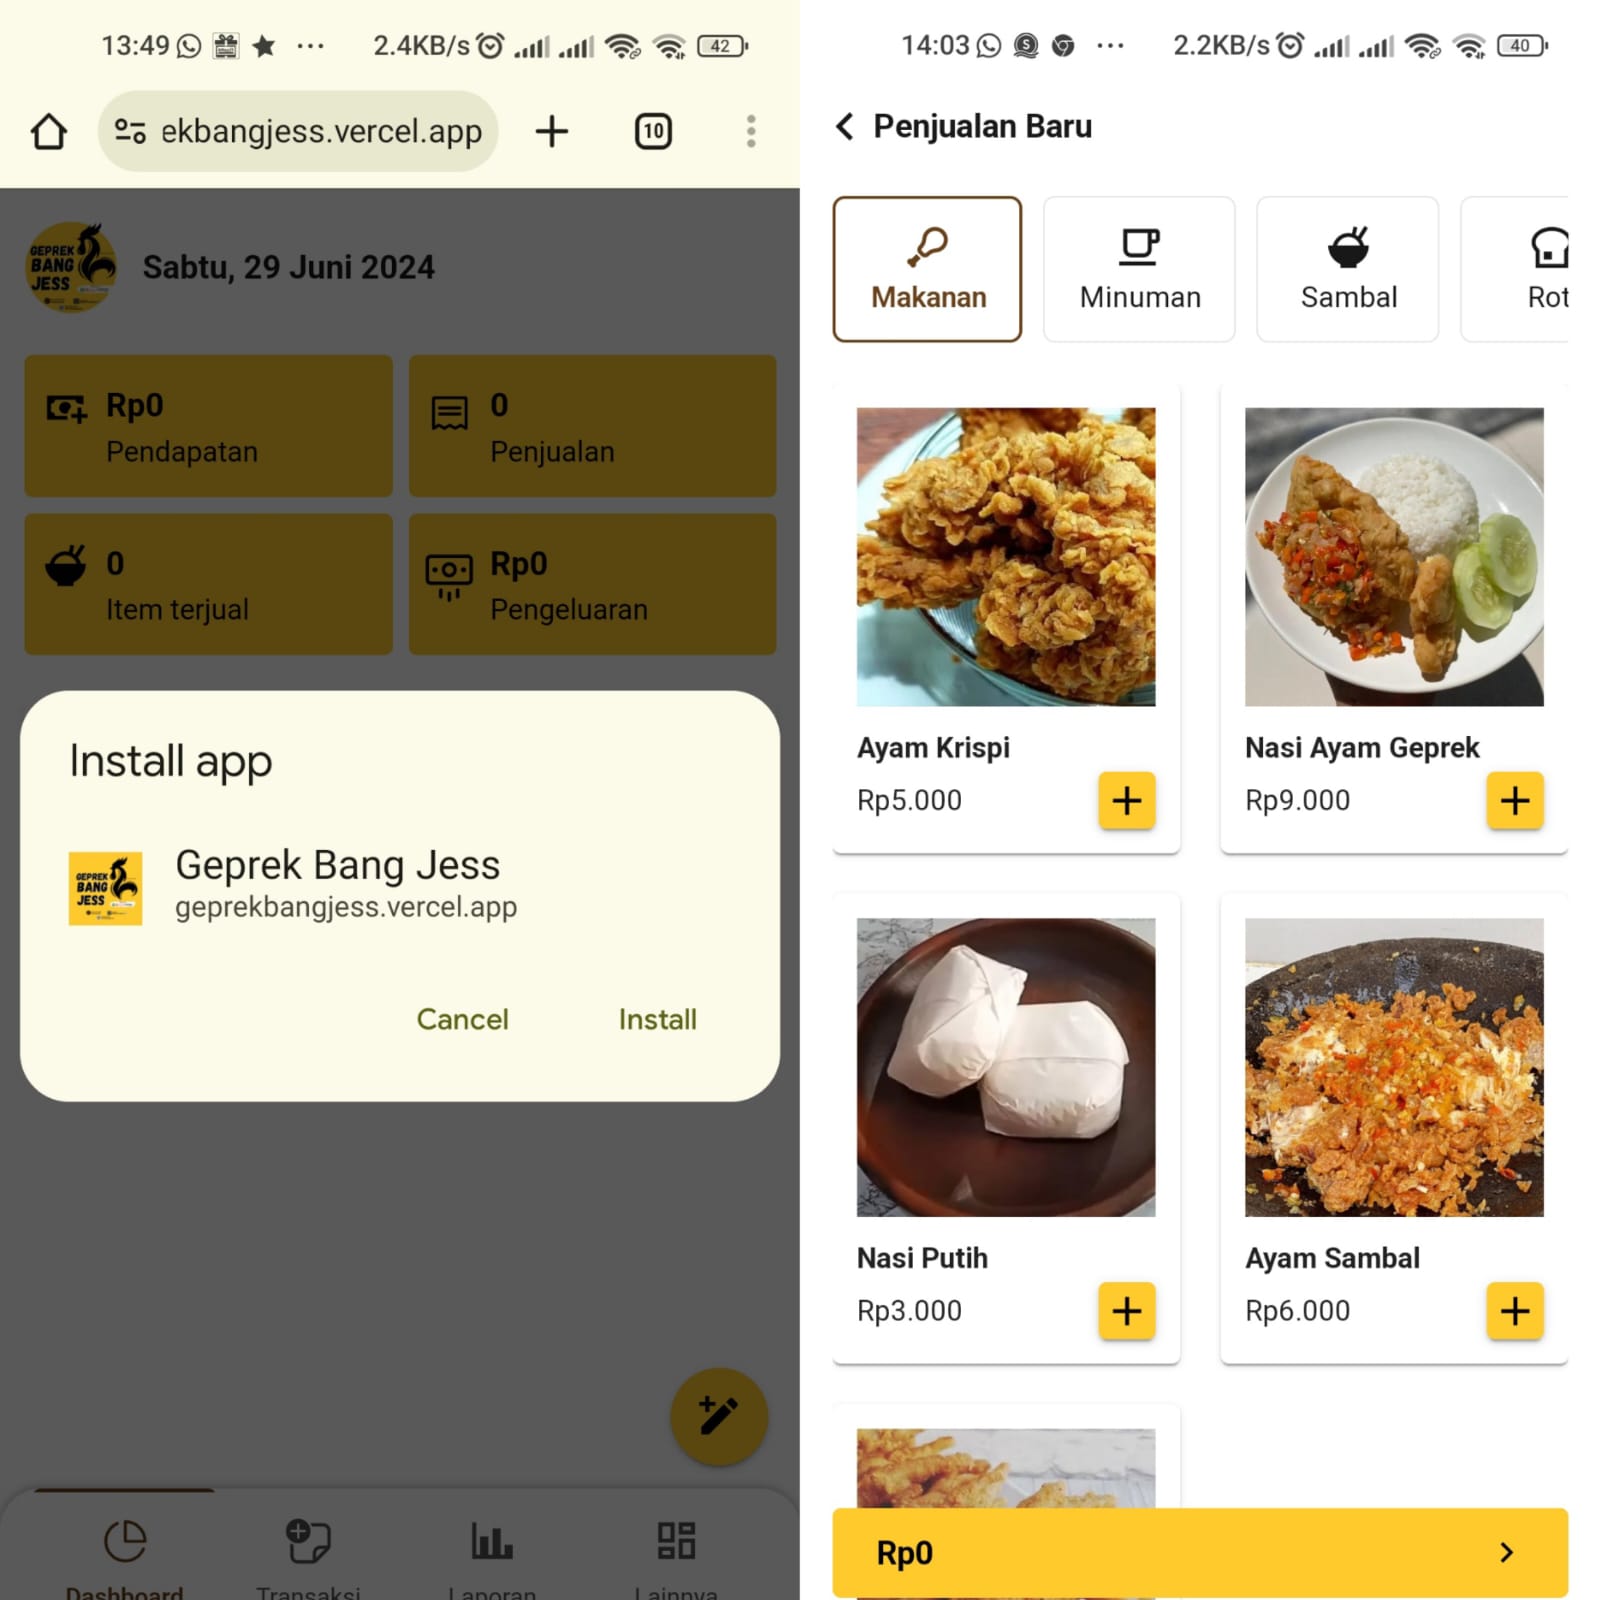 13:49
2.4KB/s
42
ekbangjess.vercel.app
10
GEPREK
BANG
JESS
Sabtu, 29 Juni 2024
Rp0
Pendapatan
0
Penjualan
0
Item terjual
Rp0
Pengeluaran
Install app
GEPREK
BANG
JESS
Geprek Bang Jess
geprekbangjess.vercel.app
Cancel
Install
Dashboard
Transaksi
Laporan
Lainnya
14:03
2.2KB/s
40
Penjualan Baru
Makanan
Minuman
Sambal
Rot
Ayam Krispi
Rp5.000
Nasi Ayam Geprek
Rp9.000
Nasi Putih
Rp3.000
Ayam Sambal
Rp6.000
Rp0